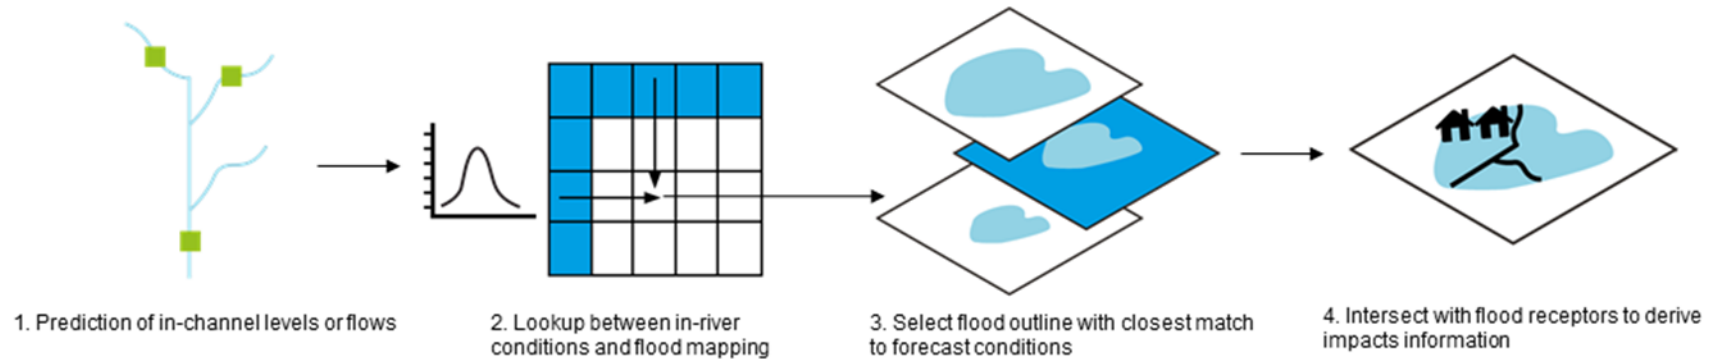 1. Prediction of in-channel levels or flows
2. Lookup between in-river
conditions and flood mapping
3. Select flood outline with closest match
to forecast conditions
4. Intersect with flood receptors to derive
impacts information